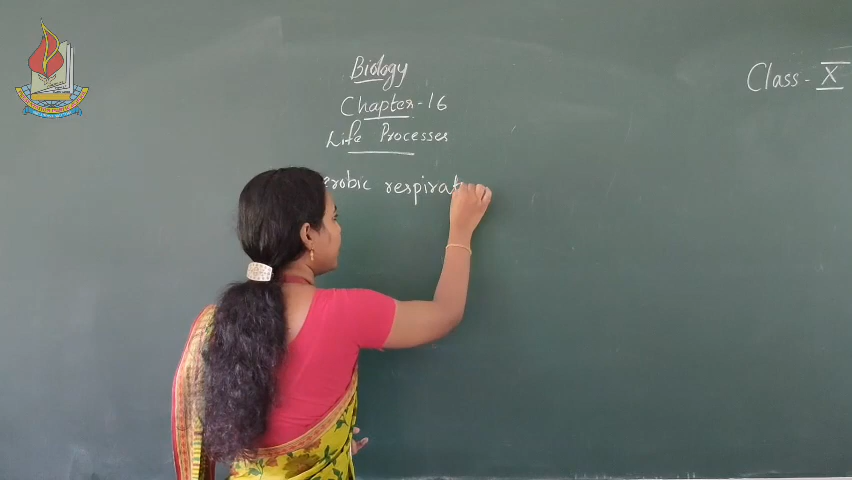 Biology
Chapter-16
Life Processes
erobic respirat
Class - X